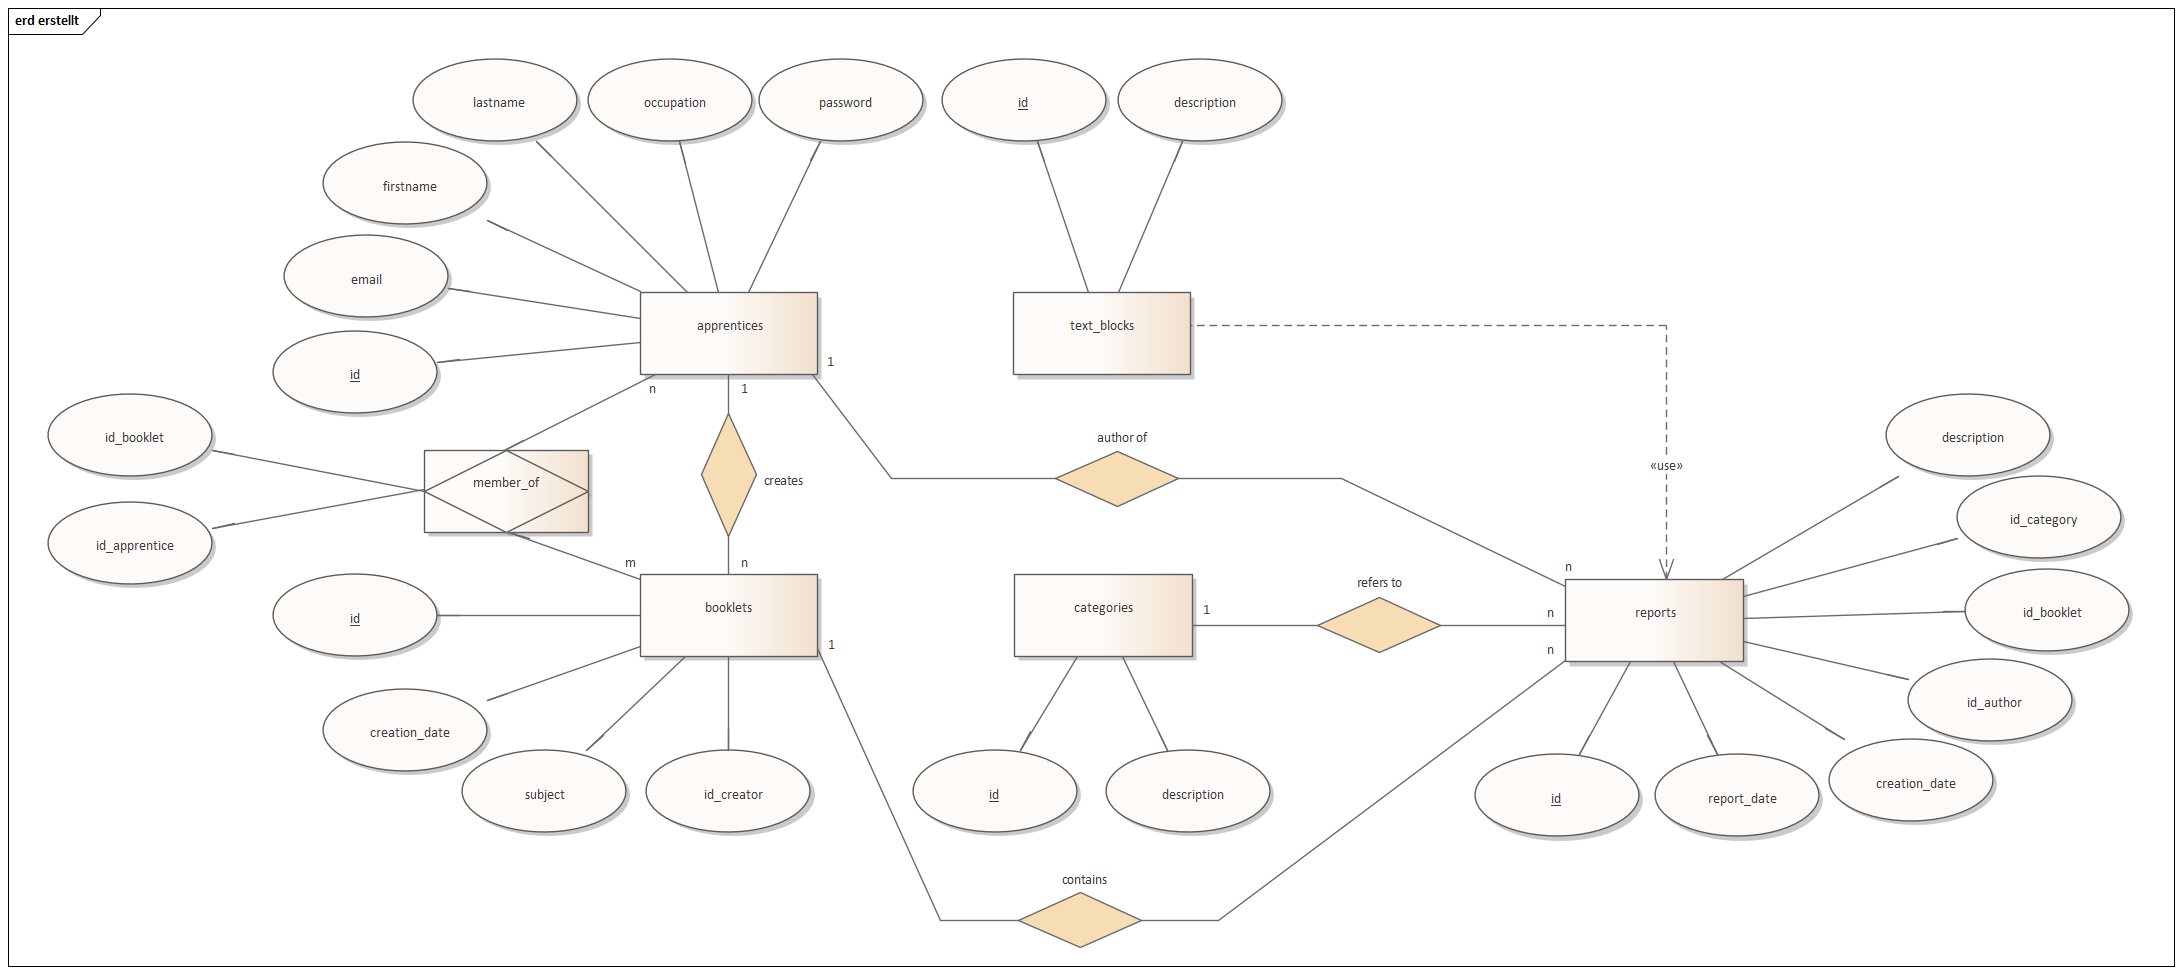 erd erstellt
lastname
occupation
password
id
description
firstname
email
id
apprentices
text_blocks
1
n
1
id_booklet
id_apprentice
member_of
creates
author of
«use»
description
id_category
id_booklet
id_author
m
n
n
refers to
id
booklets
1
categories
1
n
n
reports
creation_date
subject
id_creator
id
description
id
report_date
creation_date
contains